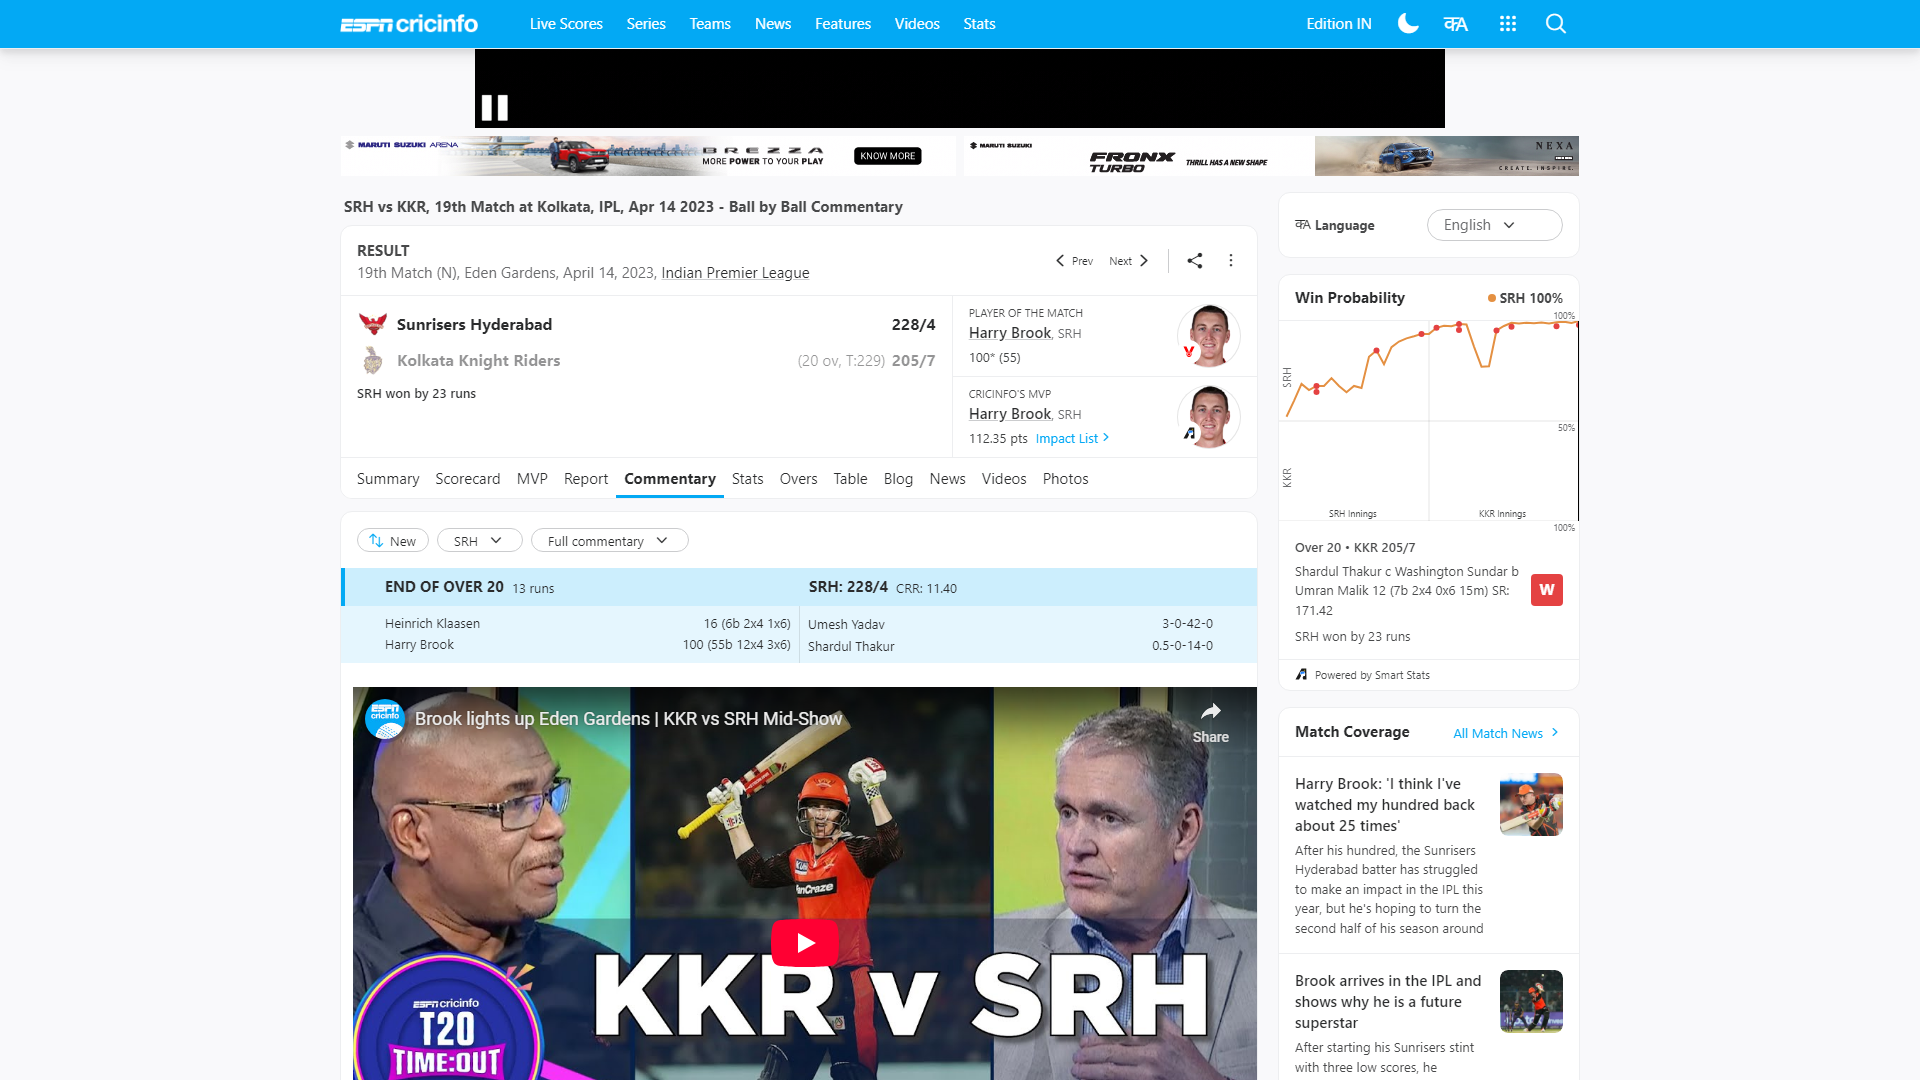 ESPN cricinfo
Live Scores
Series
Teams
News
Features
Videos
Stats
Edition IN
MARUTI SUZUKI ARENA
BREZZA
MORE POWER TO YOUR PLAY
KNOW MORE
MARUTI SUZUKI
FRONX
TURBO
THRILL HAS A NEW SHAPE
NEXA
CREATE. INSPIRE.
SRH vs KKR, 19th Match at Kolkata, IPL, Apr 14 2023 - Ball by Ball Commentary
RESULT
19th Match (N), Eden Gardens, April 14, 2023, Indian Premier League
Prev
Next
Sunrisers Hyderabad 228/4
Kolkata Knight Riders (20 ov, T:229) 205/7
SRH won by 23 runs
PLAYER OF THE MATCH
Harry Brook, SRH
100* (55)
CRICINFO'S MVP
Harry Brook, SRH
112.35 pts Impact List
Summary
Scorecard
MVP
Report
Commentary
Stats
Overs
Table
Blog
News
Videos
Photos
New
SRH
Full commentary
END OF OVER 20 13 runs
SRH: 228/4 CRR: 11.40
Heinrich Klaasen 16 (6b 2x4 1x6)
Harry Brook 100 (55b 12x4 3x6)
Umesh Yadav 3-0-42-0
Shardul Thakur 0.5-0-14-0
ESPN cricinfo
Brook lights up Eden Gardens | KKR vs SRH Mid-Show
Share
FanCraze
KKR v SRH
ESPN cricinfo
T20
TIME:OUT
कA Language
English
Win Probability
SRH 100%
100%
SRH
50%
KKR
SRH Innings
KKR Innings
100%
Over 20 • KKR 205/7
Shardul Thakur c Washington Sundar b
Umran Malik 12 (7b 2x4 0x6 15m) SR:
171.42
W
SRH won by 23 runs
Powered by Smart Stats
Match Coverage
All Match News
Harry Brook: 'I think I've
watched my hundred back
about 25 times'
After his hundred, the Sunrisers
Hyderabad batter has struggled
to make an impact in the IPL this
year, but he's hoping to turn the
second half of his season around
Brook arrives in the IPL and
shows why he is a future
superstar
After starting his Sunrisers stint
with three low scores, he